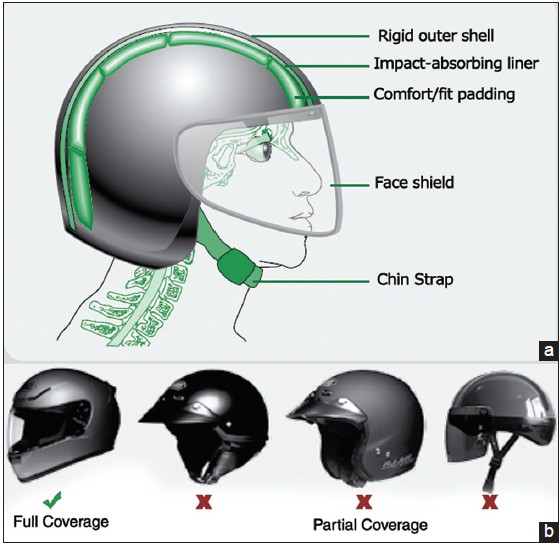 Rigid outer shell
Impact-absorbing liner
Comfort/fit padding
Face shield
Chin Strap
a
Full Coverage
Partial Coverage
b